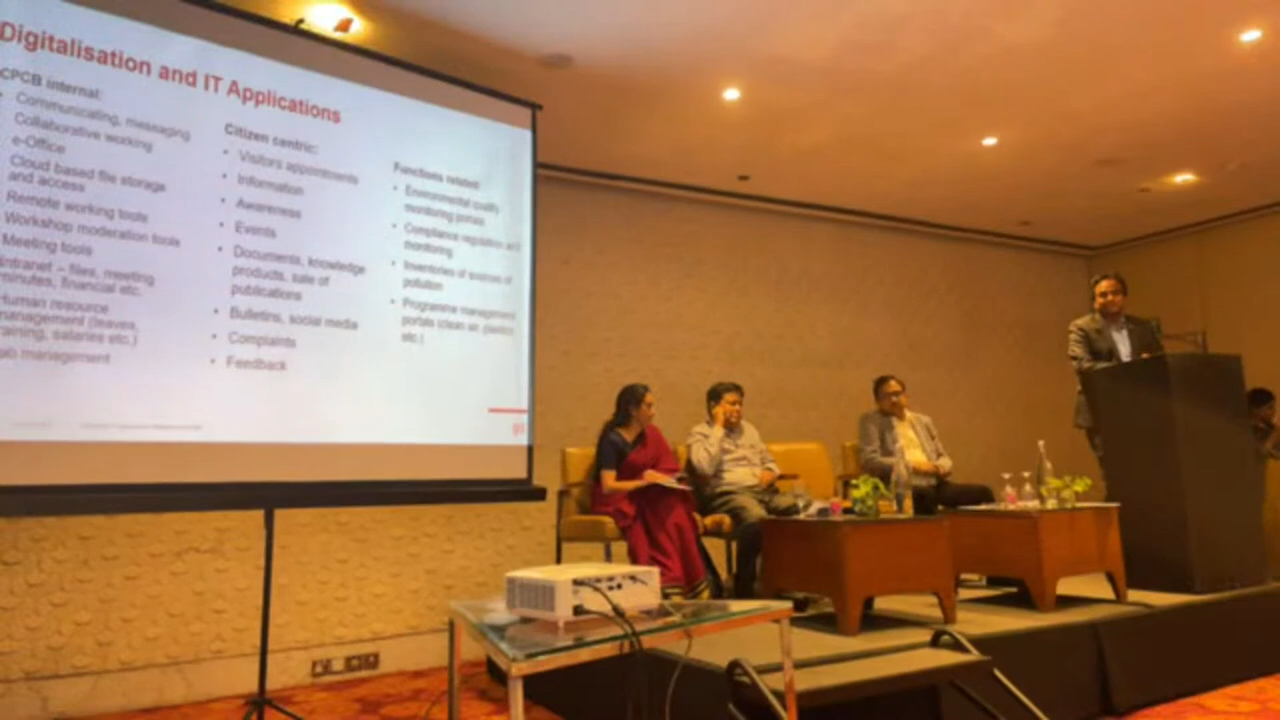 Digitalisation and IT Applications
CPCB internal:
• Communicating, messaging
Collaborative working
e-Office
Cloud based file storage
and access
Remote working tools
Workshop moderation tools
Meeting tools
Intranet – files, meeting
minutes, financial etc.
Human resource
management (leaves,
training, salaries etc.)
management
Citizen centric:
• Visitors appointments
• Information
• Awareness
• Events
• Documents, knowledge
products, sale of
publications
• Bulletins, social media
• Complaints
• Feedback
Functions related
• Environmental quality
monitoring portals
• Compliance regulation and
monitoring
• Inventories of sources of
pollution
• Programme management
portals (clean air,
etc.)